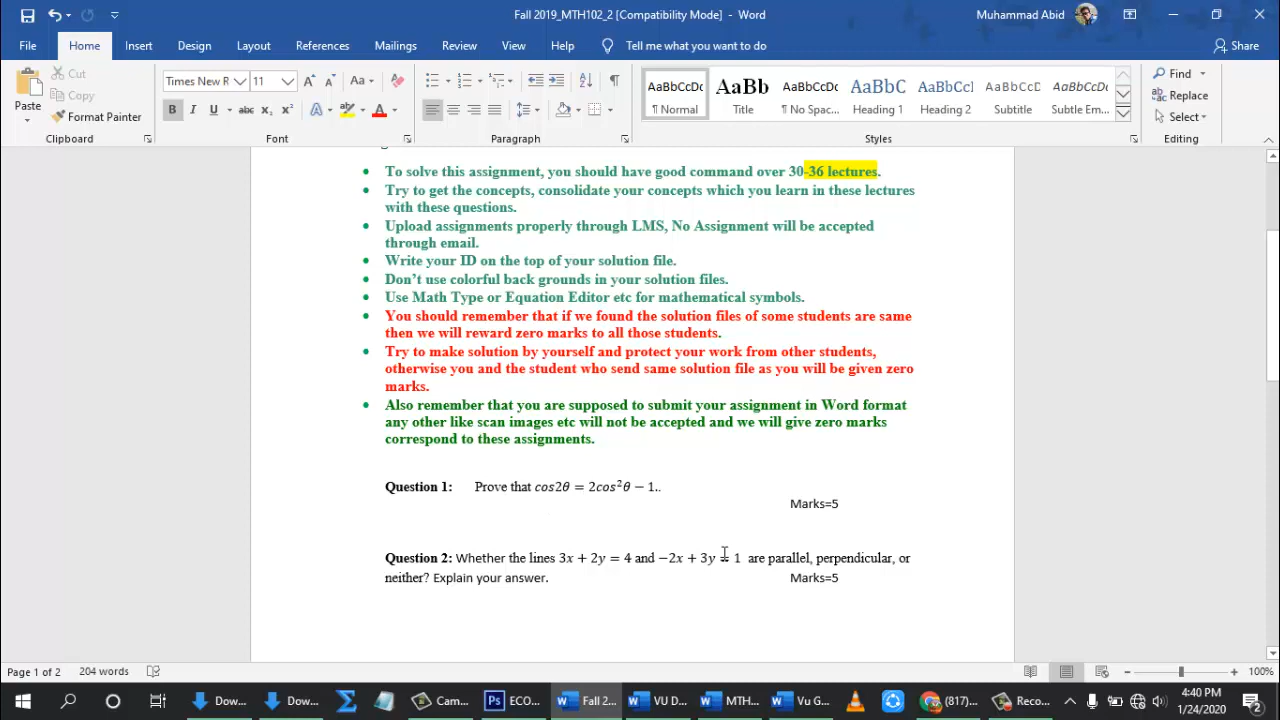 Fall 2019_MTH102_2 [Compatibility Mode] - Word
Muhammad Abid
File Home Insert Design Layout References Mailings Review View Help Tell me what you want to do Share
Paste
Cut
Copy
Format Painter
Clipboard
Times New R 11
Font
Paragraph
AaBbCcDc ¶ Normal
AaBb Title
AaBbCcDc ¶ No Spac...
AaBbCc Heading 1
AaBbCcI Heading 2
AaBbCcD Subtitle
AaBbCcDc Subtle Em...
Styles
Find
Replace
Select
Editing
• To solve this assignment, you should have good command over 30-36 lectures.
• Try to get the concepts, consolidate your concepts which you learn in these lectures
with these questions.
• Upload assignments properly through LMS, No Assignment will be accepted
through email.
• Write your ID on the top of your solution file.
• Don’t use colorful back grounds in your solution files.
• Use Math Type or Equation Editor etc for mathematical symbols.
• You should remember that if we found the solution files of some students are same
then we will reward zero marks to all those students.
• Try to make solution by yourself and protect your work from other students,
otherwise you and the student who send same solution file as you will be given zero
marks.
• Also remember that you are supposed to submit your assignment in Word format
any other like scan images etc will not be accepted and we will give zero marks
correspond to these assignments.
Question 1: Prove that cos2θ = 2cos²θ − 1..
Marks=5
Question 2: Whether the lines 3x + 2y = 4 and −2x + 3y = 1 are parallel, perpendicular, or
neither? Explain your answer. Marks=5
Page 1 of 2 204 words 100%
Dow... Dow... Cam... Ps ECO... Fall 2... VU D... MTH... Vu G... (817)... Reco... 4:40 PM
1/24/2020 2